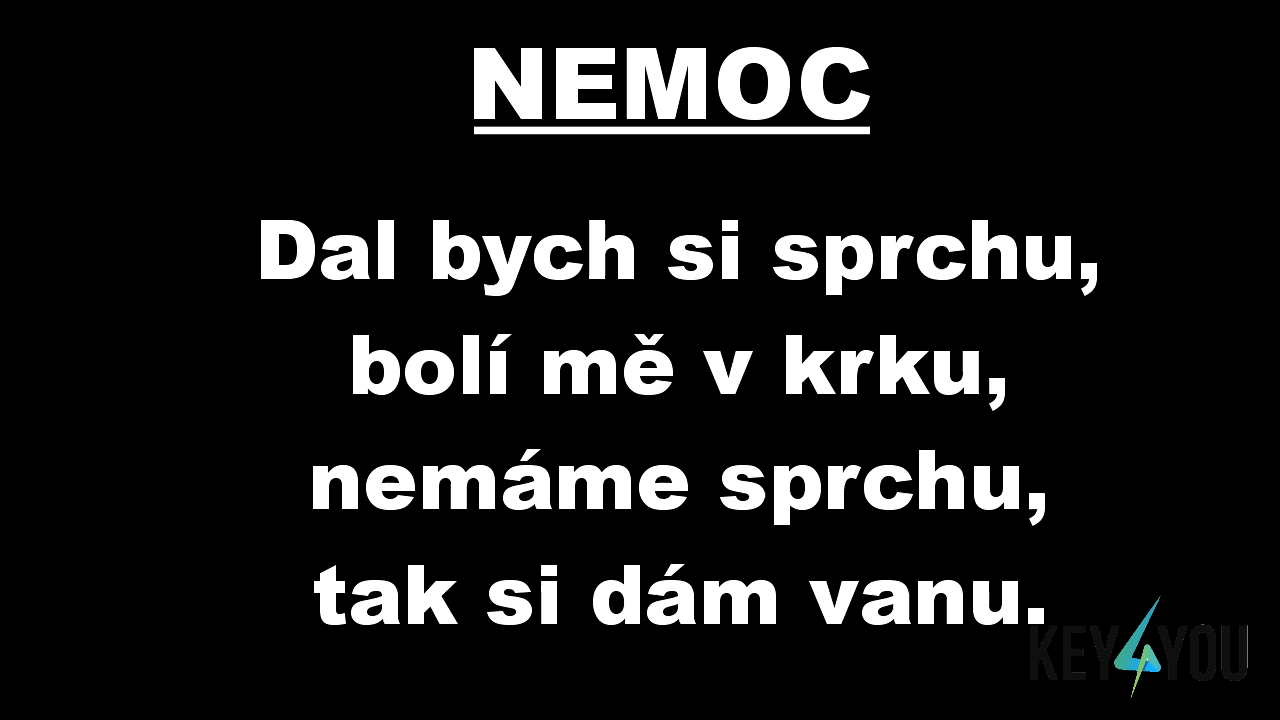 NEMOC
Dal bych si sprchu,
bolí mě v krku,
nemáme sprchu,
tak si dám vanu.
KEY4YOU